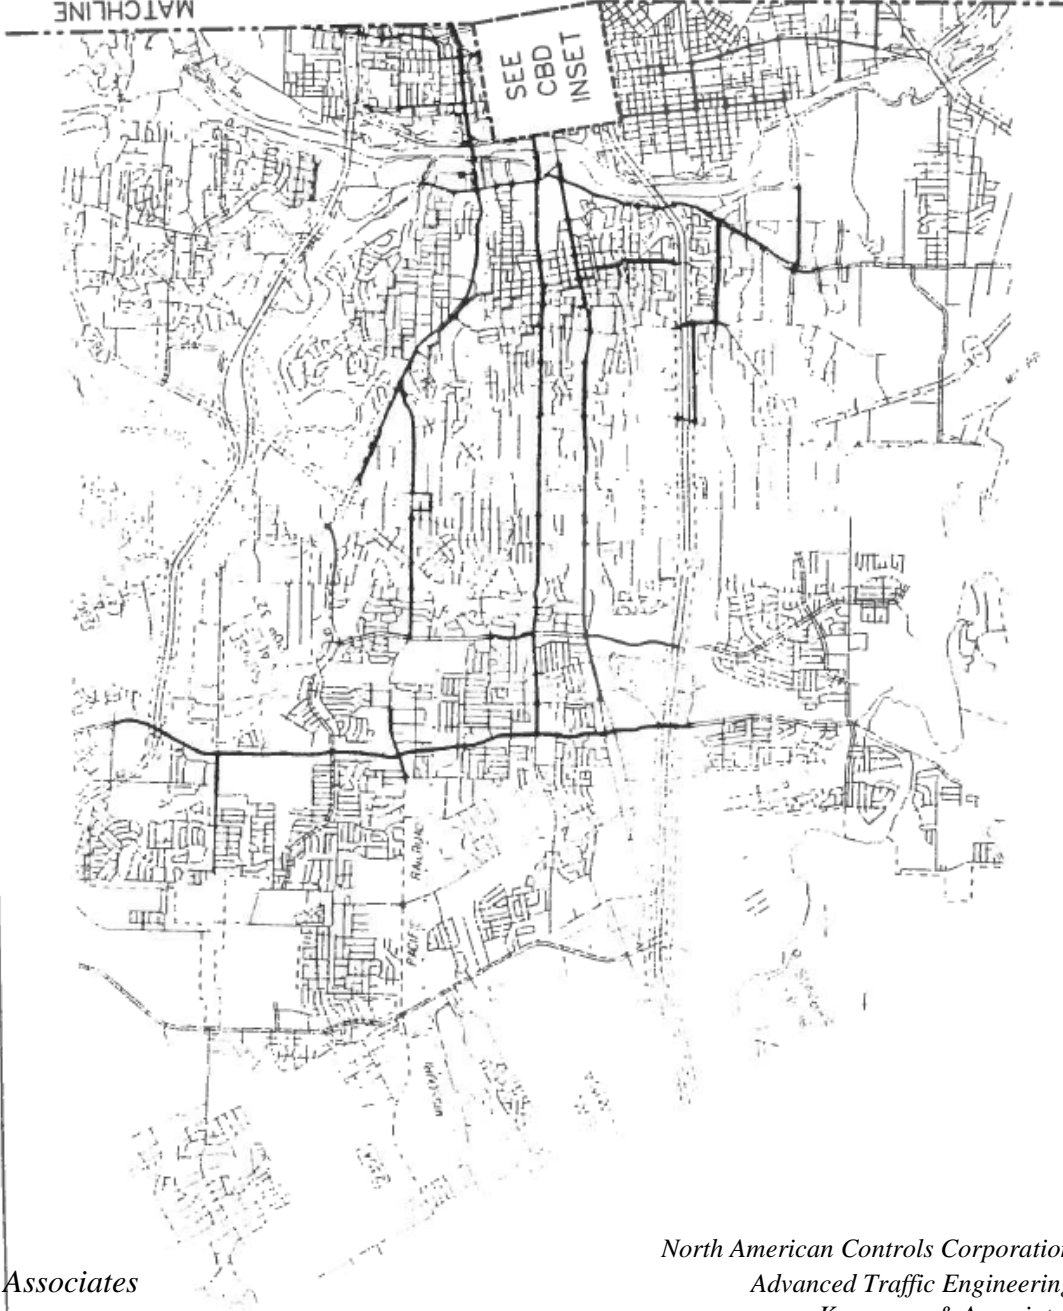 MATCHLINE
SEE
CBD
INSET
PACIFIC RAILROAD
North American Controls Corporation
Associates
Advanced Traffic Engineering